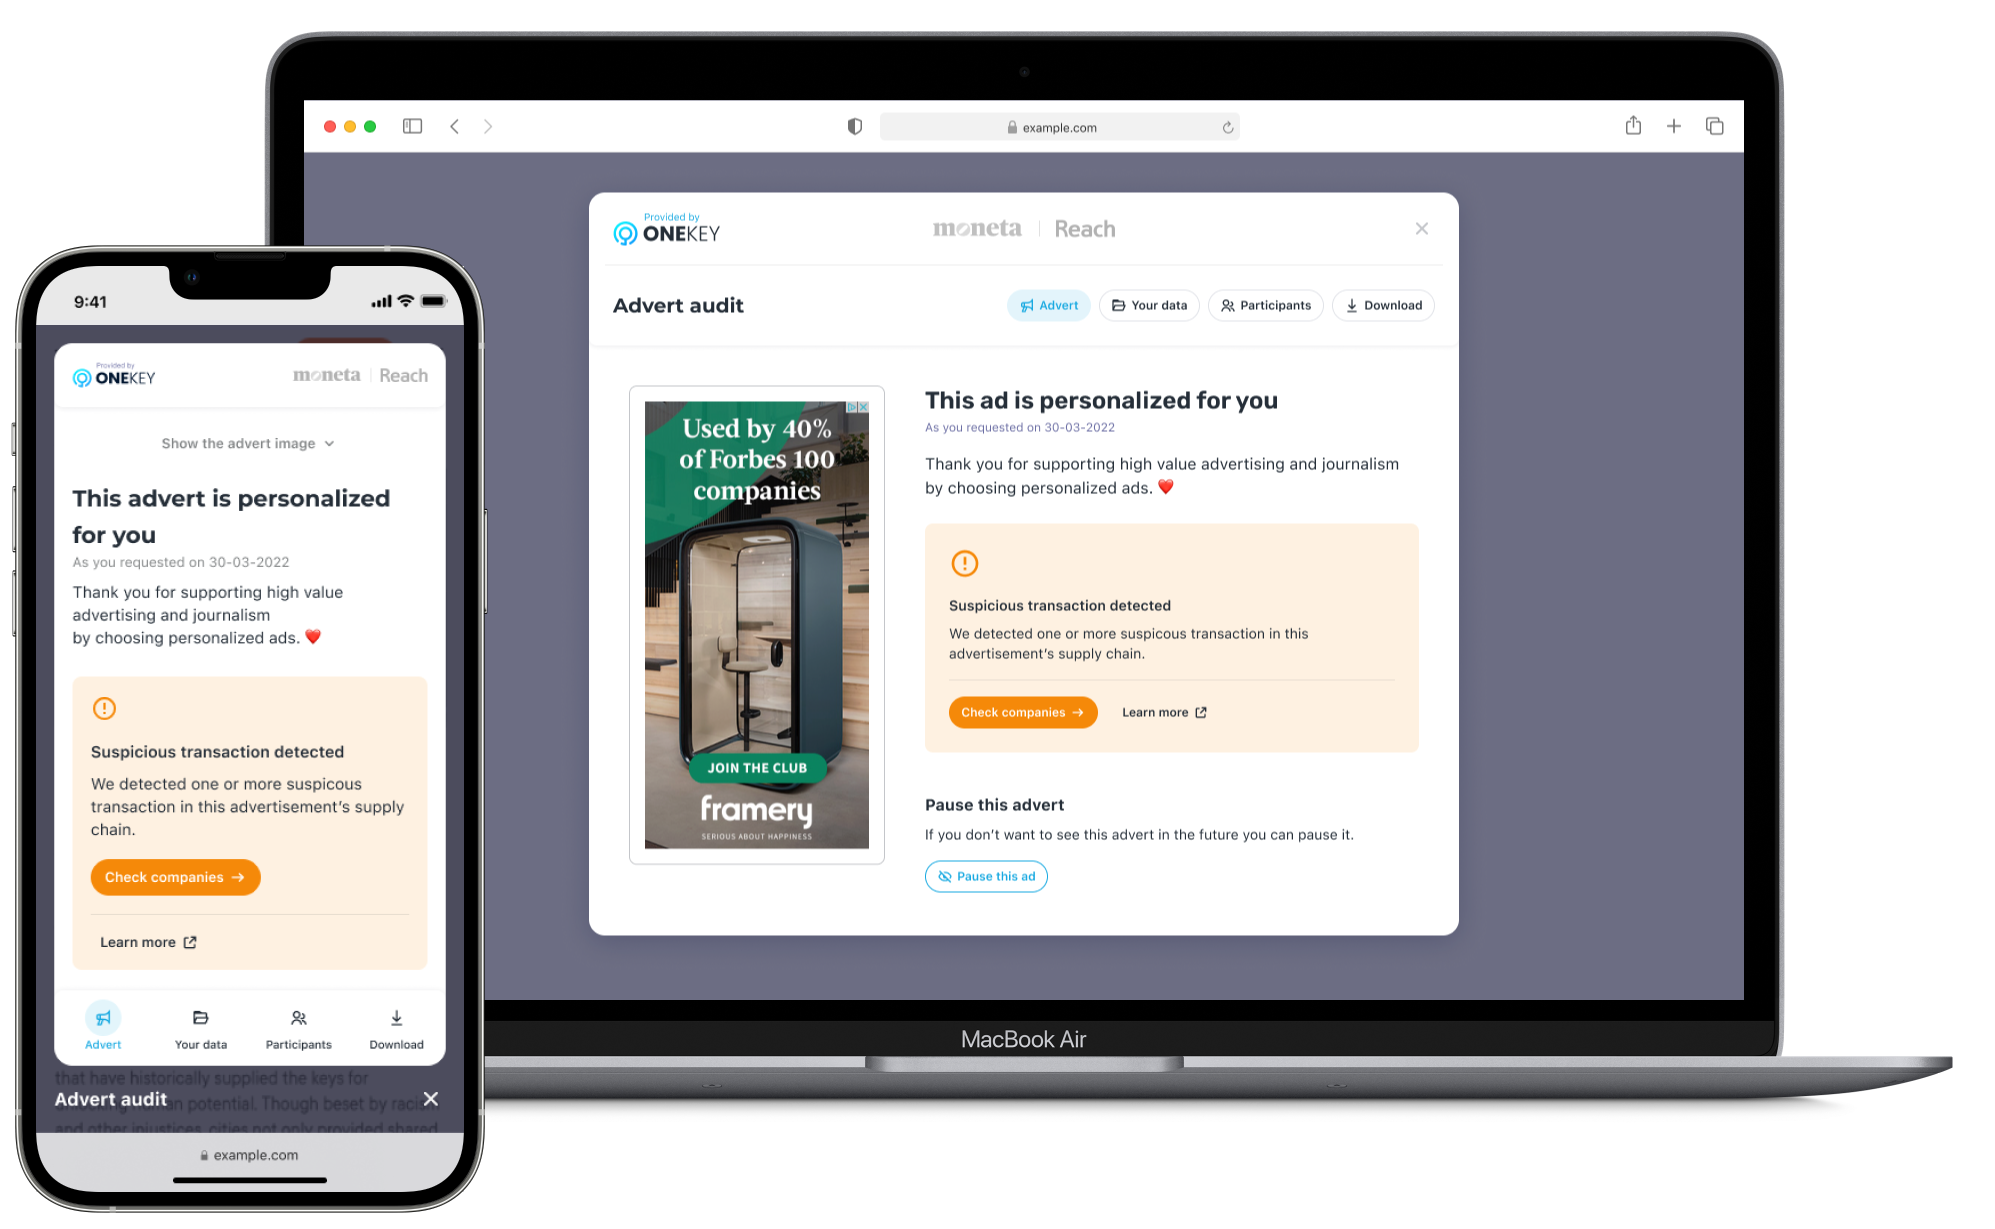 9:41
Provided by
ONEKEY
moneta | Reach
Show the advert image
This advert is personalized
for you
As you requested on 30-03-2022
Thank you for supporting high value
advertising and journalism
by choosing personalized ads. ❤️
Suspicious transaction detected
We detected one or more suspicous
transaction in this advertisement's supply
chain.
Check companies →
Learn more
Advert
Your data
Participants
Download
that have historically supplied the keys for
Advert audit
unlocking human potential. Though beset by racism
and other injustices, cities not only provided shared
example.com
example.com
Provided by
ONEKEY
moneta | Reach
Advert audit
Advert
Your data
Participants
Download
Used by 40%
of Forbes 100
companies
JOIN THE CLUB
framery
SERIOUS ABOUT HAPPINESS
This ad is personalized for you
As you requested on 30-03-2022
Thank you for supporting high value advertising and journalism
by choosing personalized ads. ❤️
Suspicious transaction detected
We detected one or more suspicous transaction in this
advertisement's supply chain.
Check companies →
Learn more
Pause this advert
If you don't want to see this advert in the future you can pause it.
Pause this ad
MacBook Air